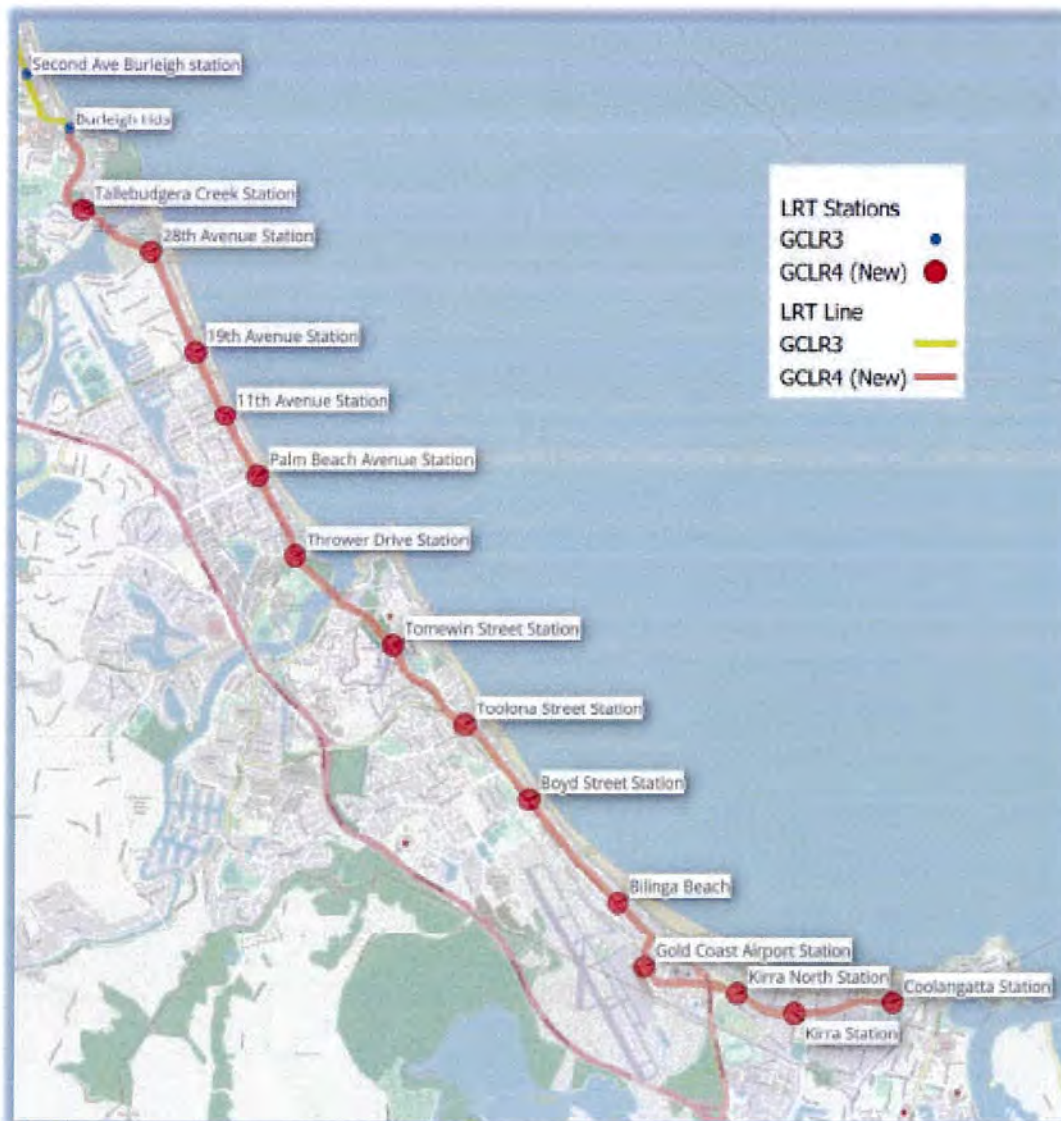 Second Ave Burleigh station
Burleigh Hds
Tallebudgera Creek Station
28th Avenue Station
LRT Stations
GCLR3
GCLR4 (New)
LRT Line
GCLR3
GCLR4 (New)
19th Avenue Station
11th Avenue Station
Palm Beach Avenue Station
Thrower Drive Station
Tomewin Street Station
Toolona Street Station
Boyd Street Station
Bilinga Beach
Gold Coast Airport Station
Kirra North Station
Coolangatta Station
Kirra Station